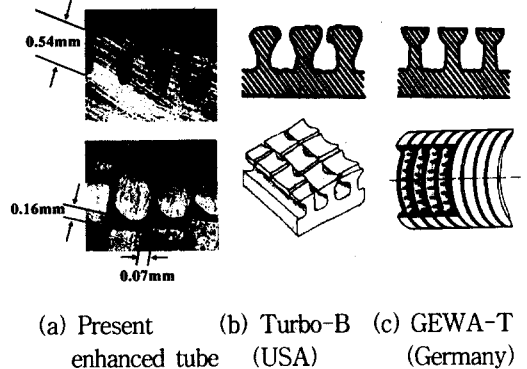 0.54mm
0.16mm
0.07mm
(a) Present enhanced tube
(b) Turbo-B (USA)
(c) GEWA-T (Germany)